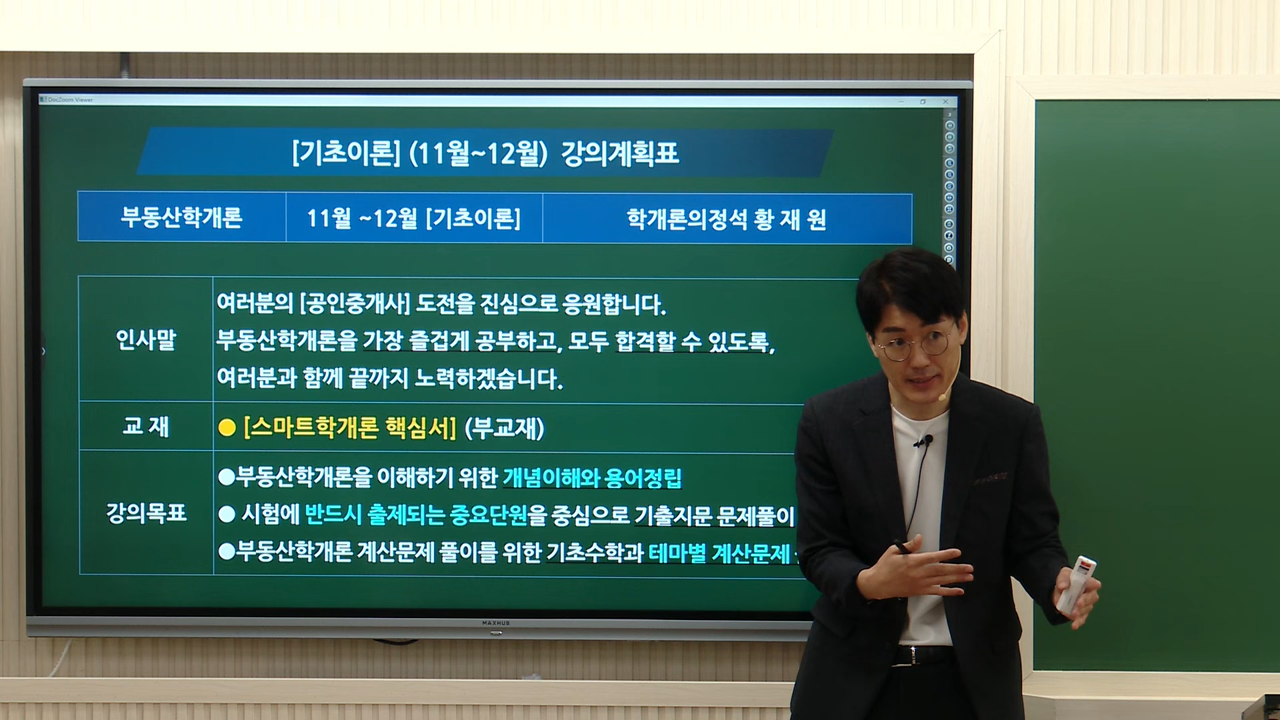 DocZoom Viewer
[기초이론] (11월~12월) 강의계획표
부동산학개론 11월 ~12월 [기초이론] 학개론의정석 황 재 원
인사말
여러분의 [공인중개사] 도전을 진심으로 응원합니다.
부동산학개론을 가장 즐겁게 공부하고, 모두 합격할 수 있도록,
여러분과 함께 끝까지 노력하겠습니다.
교 재 ● [스마트학개론 핵심서] (부교재)
강의목표
●부동산학개론을 이해하기 위한 개념이해와 용어정립
● 시험에 반드시 출제되는 중요단원을 중심으로 기출지문 문제풀이
●부동산학개론 계산문제 풀이를 위한 기초수학과 테마별 계산문제
MAXHUB